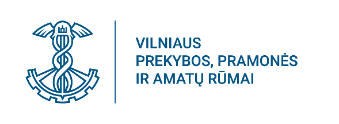 VILNIAUS
PREKYBOS, PRAMONĖS
IR AMATŲ RŪMAI